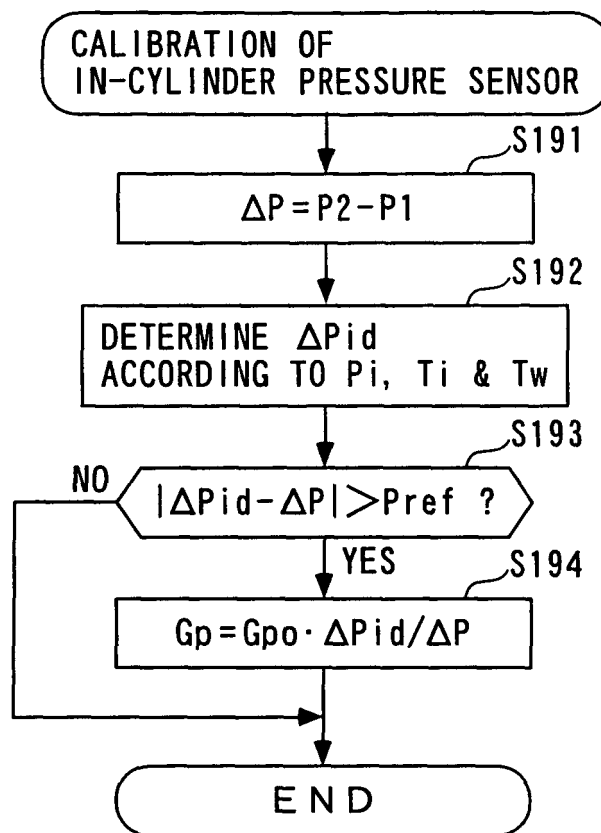 CALIBRATION OF
IN-CYLINDER PRESSURE SENSOR
S191
ΔP=P2-P1
S192
DETERMINE ΔPid
ACCORDING TO Pi, Ti & Tw
S193
NO
|ΔPid-ΔP|>Pref ?
YES
S194
Gp=Gpo·ΔPid/ΔP
END